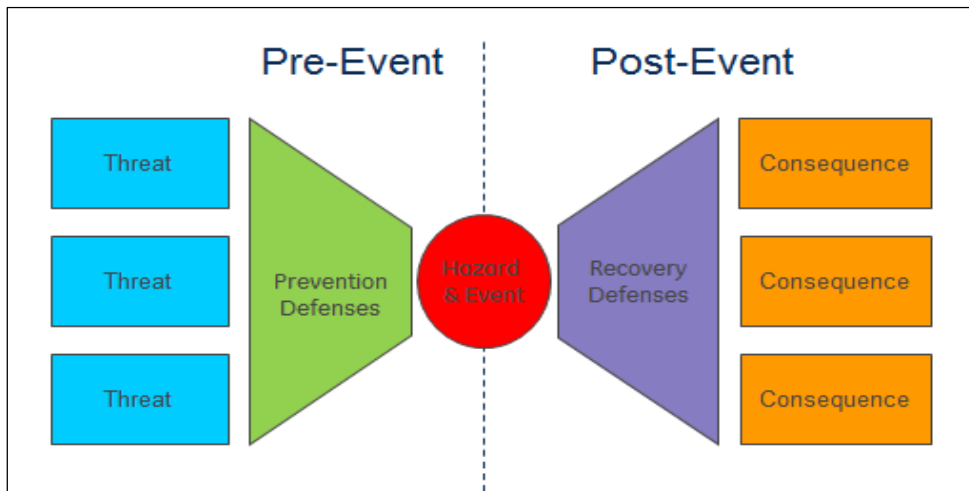 Pre-Event
Post-Event
Threat
Threat
Threat
Prevention
Defenses
Hazard
& Event
Recovery
Defenses
Consequence
Consequence
Consequence